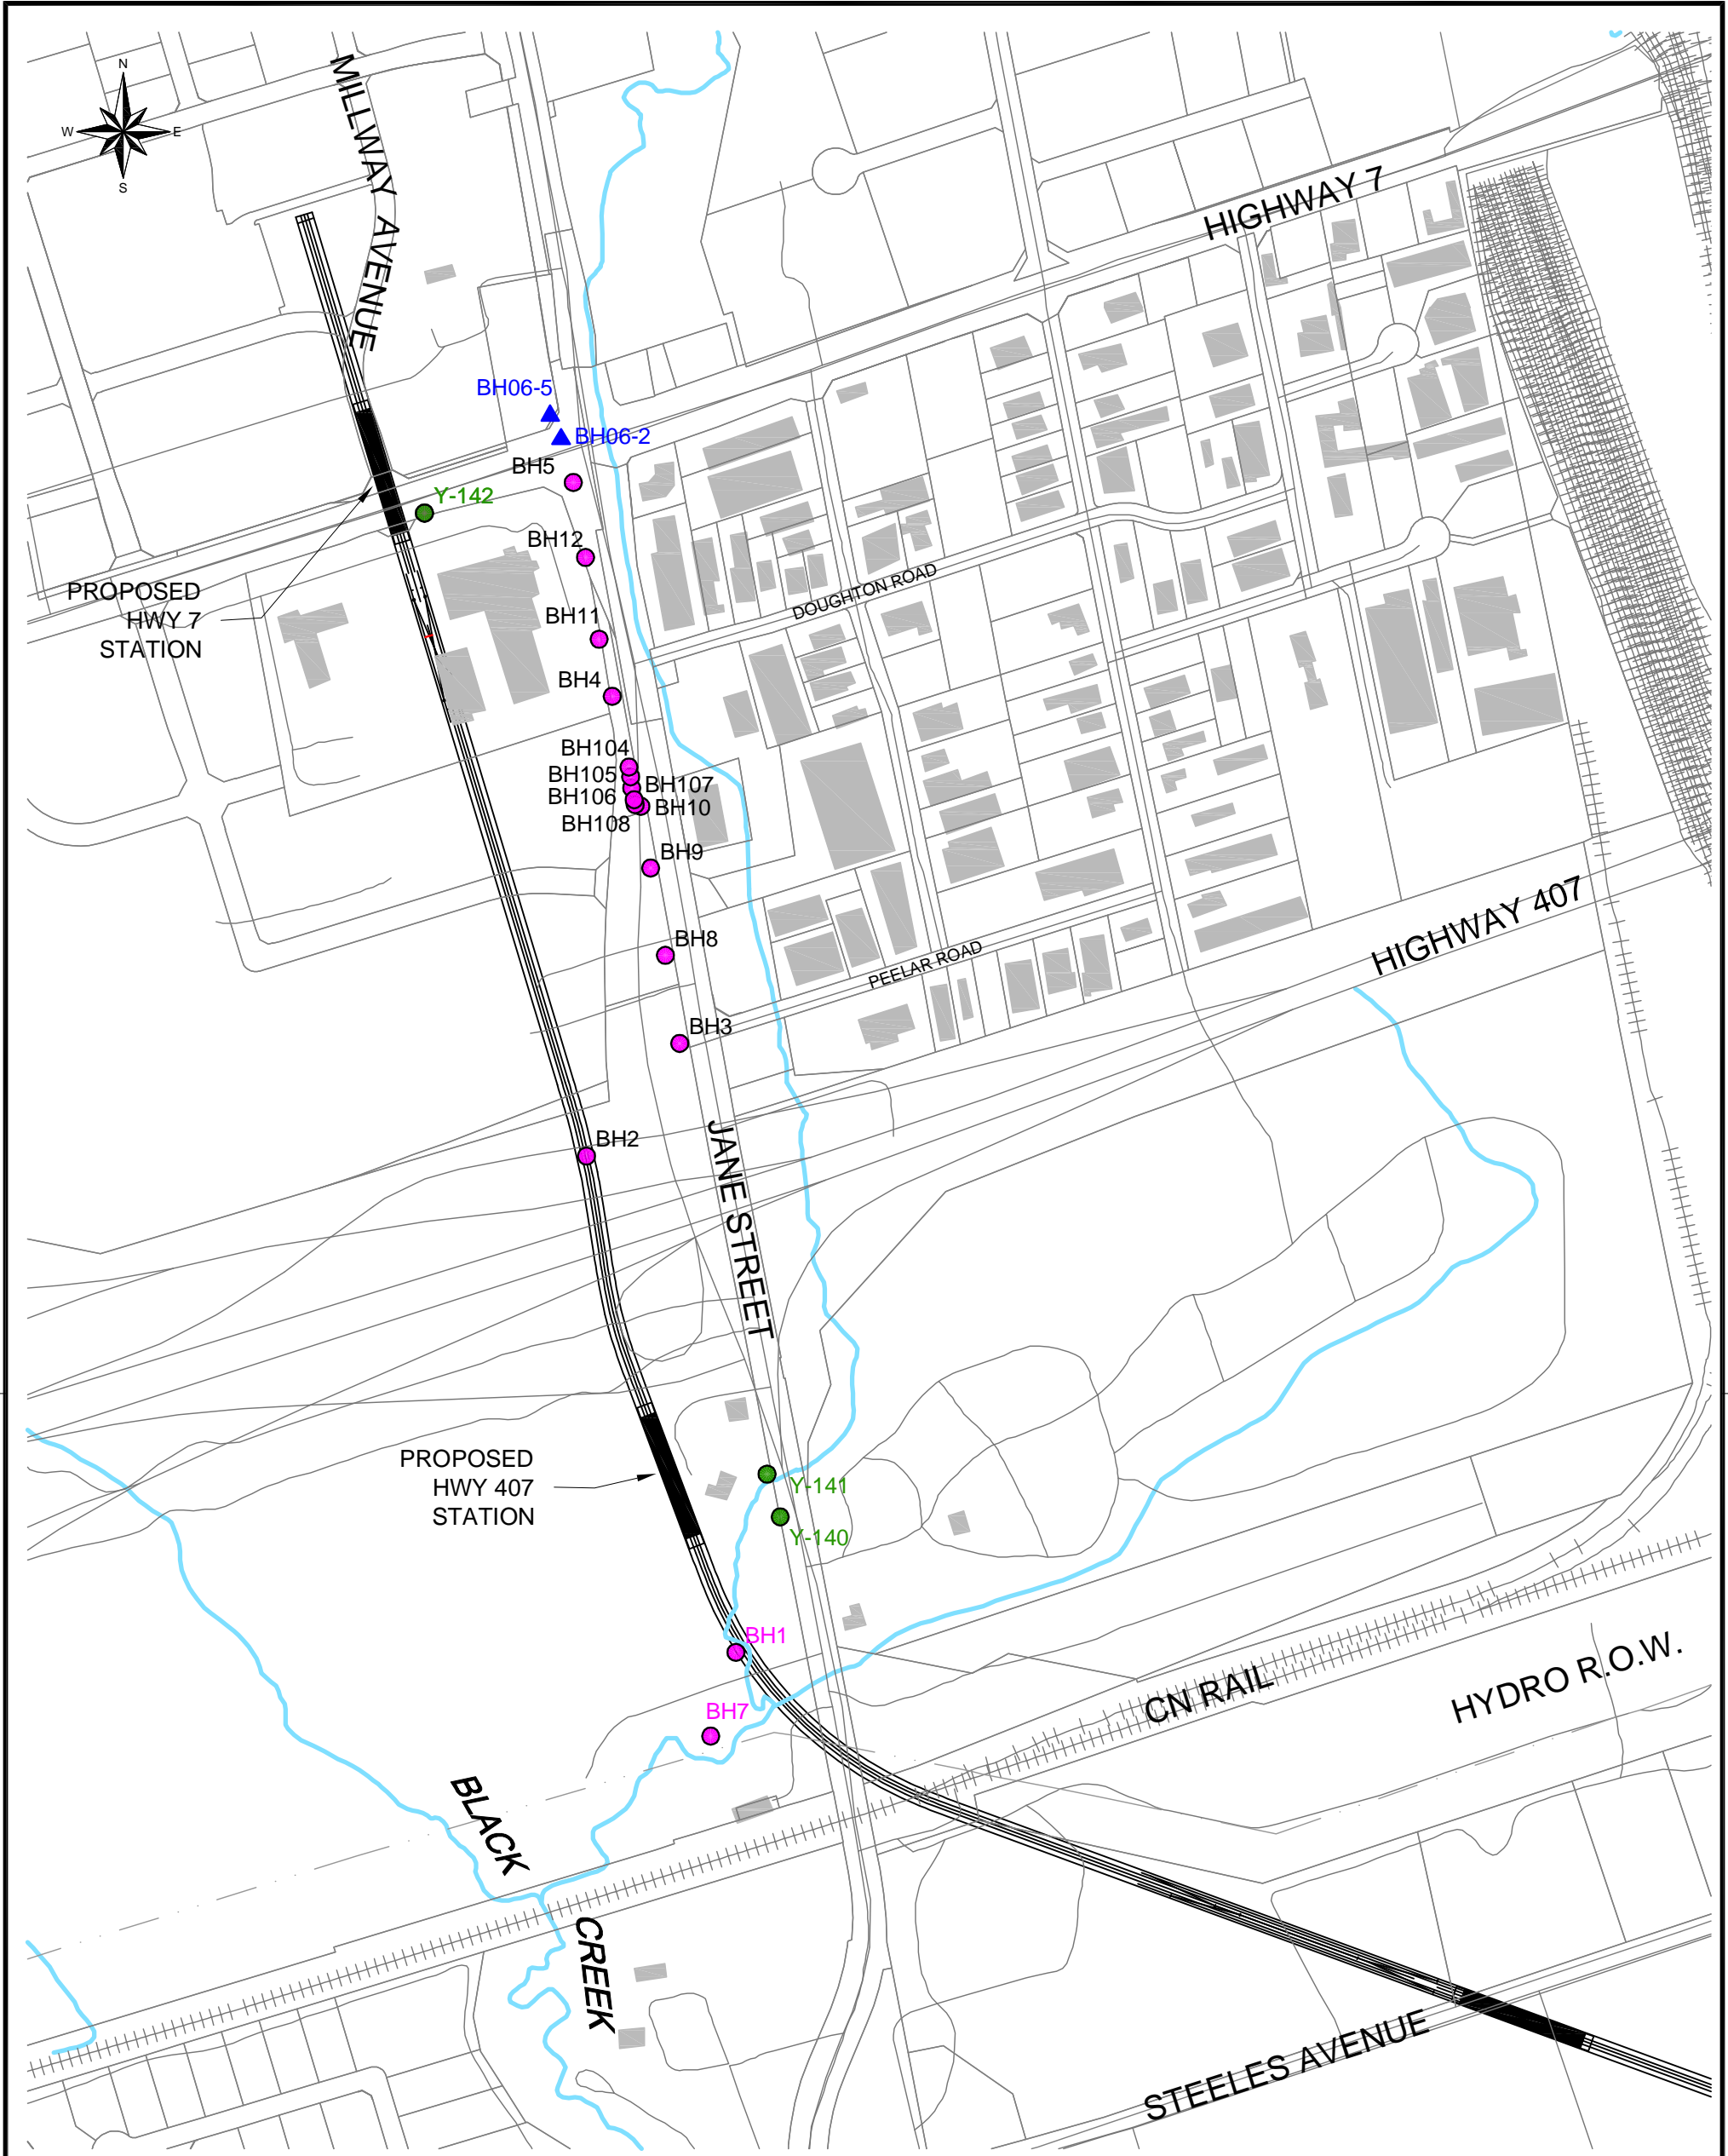 N
W E
S
MILLWAY AVENUE
HIGHWAY 7
BH06-5
BH06-2
BH5
Y-142
BH12
PROPOSED
HWY 7
STATION
DOUGHTON ROAD
BH11
BH4
BH104
BH105
BH107
BH106
BH10
BH108
BH9
HIGHWAY 407
BH8
PEELAR ROAD
BH3
BH2
JANE STREET
PROPOSED
HWY 407
STATION
Y-141
Y-140
BH1
CN RAIL
HYDRO R.O.W.
BH7
BLACK
CREEK
STEELES AVENUE